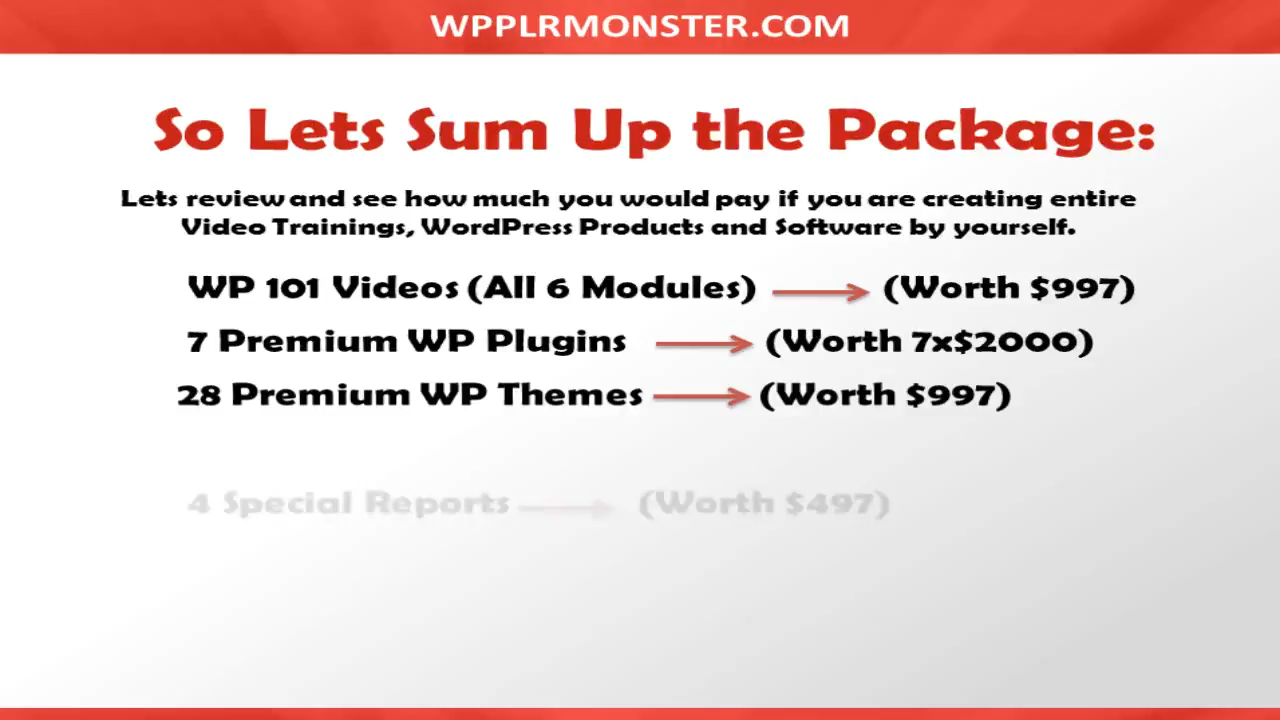 WPPLRMONSTER.COM
So Lets Sum Up the Package:
Lets review and see how much you would pay if you are creating entire
Video Trainings, WordPress Products and Software by yourself.
WP 101 Videos (All 6 Modules) (Worth $997)
7 Premium WP Plugins (Worth 7x$2000)
28 Premium WP Themes (Worth $997)
4 Special Reports (Worth $497)